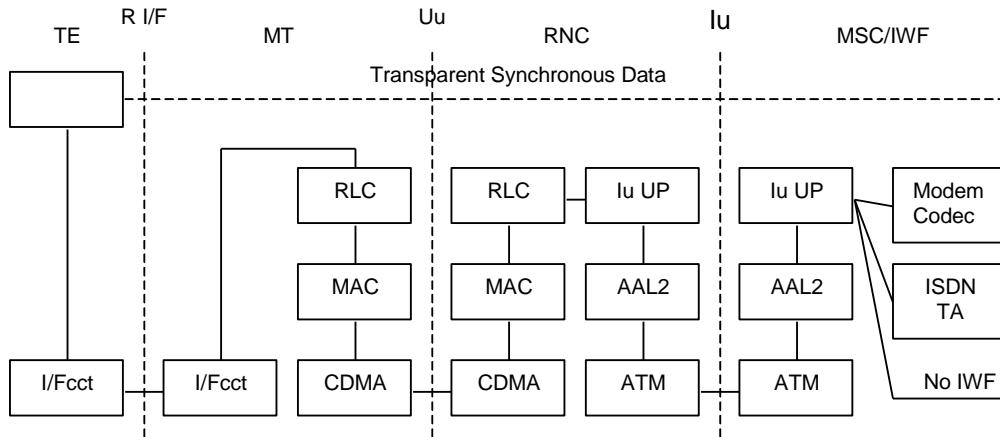 R I/F
Uu
Iu
TE
MT
RNC
MSC/IWF
Transparent Synchronous Data
RLC
RLC
Iu UP
Iu UP
Modem
Codec
MAC
MAC
AAL2
AAL2
ISDN
TA
I/Fcct
I/Fcct
CDMA
CDMA
ATM
ATM
No IWF